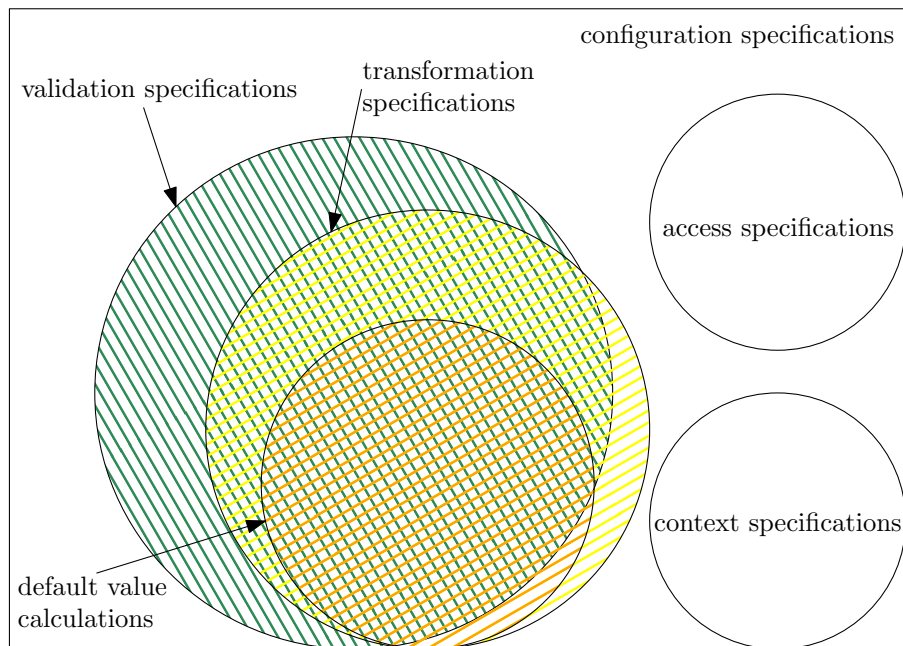 configuration specifications
transformation
specifications
validation specifications
access specifications
context specifications
default value
calculations